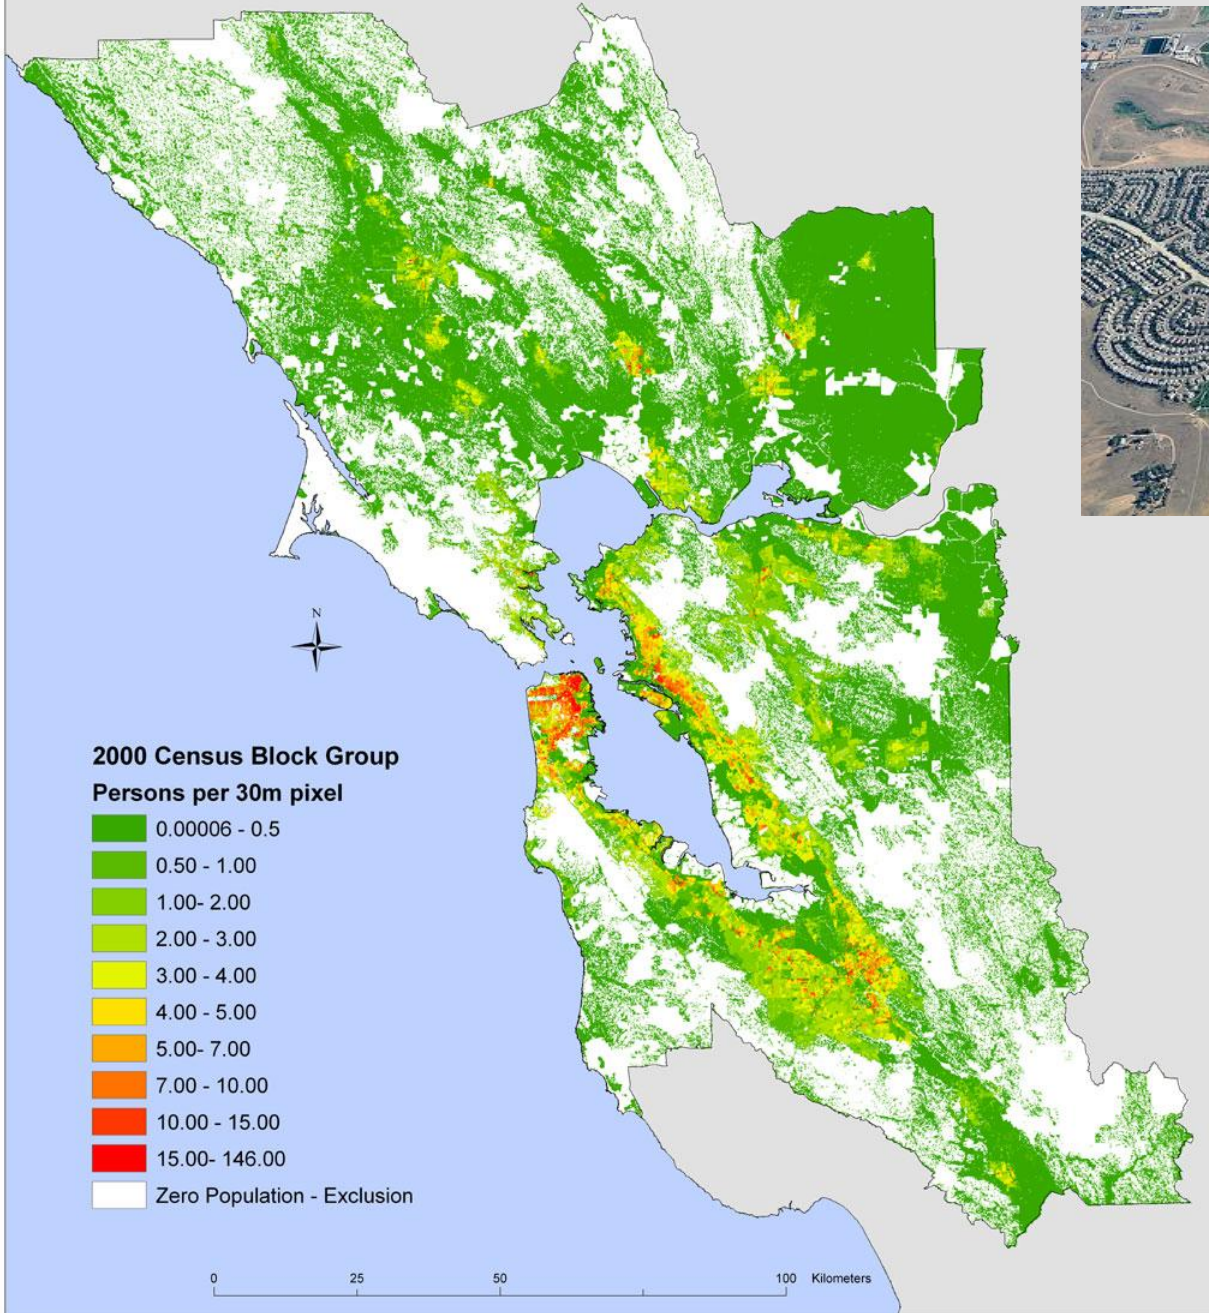 N
2000 Census Block Group
Persons per 30m pixel
0.00006 - 0.5
0.50 - 1.00
1.00- 2.00
2.00 - 3.00
3.00 - 4.00
4.00 - 5.00
5.00- 7.00
7.00 - 10.00
10.00 - 15.00
15.00- 146.00
Zero Population - Exclusion
0 25 50 100 Kilometers